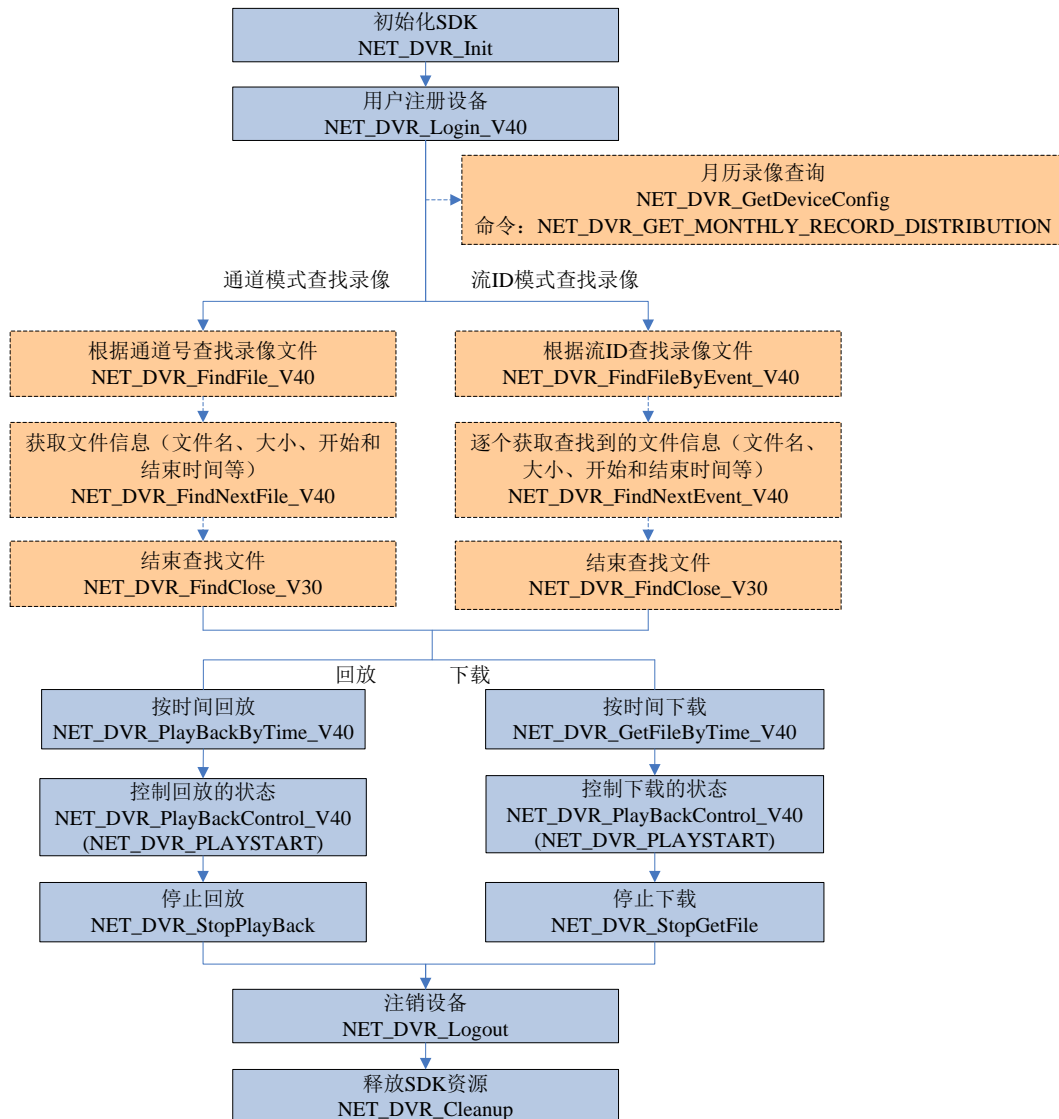 初始化SDK
NET_DVR_Init
用户注册设备
NET_DVR_Login_V40
月历录像查询
NET_DVR_GetDeviceConfig
命令：NET_DVR_GET_MONTHLY_RECORD_DISTRIBUTION
通道模式查找录像
流ID模式查找录像
根据通道号查找录像文件
NET_DVR_FindFile_V40
根据流ID查找录像文件
NET_DVR_FindFileByEvent_V40
获取文件信息（文件名、大小、开始和
结束时间等）
NET_DVR_FindNextFile_V40
逐个获取查找到的文件信息（文件名、
大小、开始和结束时间等）
NET_DVR_FindNextEvent_V40
结束查找文件
NET_DVR_FindClose_V30
结束查找文件
NET_DVR_FindClose_V30
回放
下载
按时间回放
NET_DVR_PlayBackByTime_V40
按时间下载
NET_DVR_GetFileByTime_V40
控制回放的状态
NET_DVR_PlayBackControl_V40
(NET_DVR_PLAYSTART)
控制下载的状态
NET_DVR_PlayBackControl_V40
(NET_DVR_PLAYSTART)
停止回放
NET_DVR_StopPlayBack
停止下载
NET_DVR_StopGetFile
注销设备
NET_DVR_Logout
释放SDK资源
NET_DVR_Cleanup